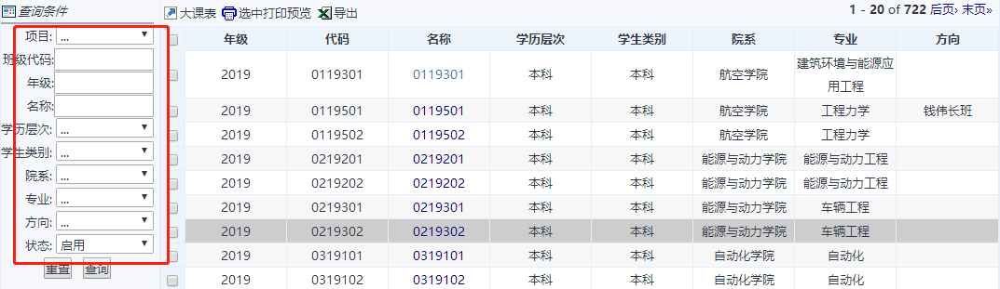 查询条件
大课表 选中打印预览 导出 1 - 20 of 722 后页› 末页»
项目: ...
班级代码:
年级:
名称:
学历层次: ...
学生类别: ...
院系: ...
专业: ...
方向: ...
状态: 启用
重置 查询
年级 代码 名称 学历层次 学生类别 院系 专业 方向
2019 0119301 0119301 本科 本科 航空学院 建筑环境与能源应
用工程
2019 0119501 0119501 本科 本科 航空学院 工程力学 钱伟长班
2019 0119502 0119502 本科 本科 航空学院 工程力学
2019 0219201 0219201 本科 本科 能源与动力学院 能源与动力工程
2019 0219202 0219202 本科 本科 能源与动力学院 能源与动力工程
2019 0219301 0219301 本科 本科 能源与动力学院 车辆工程
2019 0219302 0219302 本科 本科 能源与动力学院 车辆工程
2019 0319101 0319101 本科 本科 自动化学院 自动化
2019 0319102 0319102 本科 本科 自动化学院 自动化